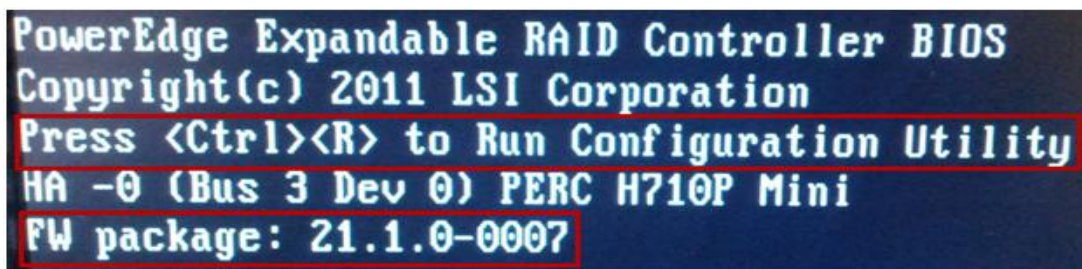 PowerEdge Expandable RAID Controller BIOS
Copyright(c) 2011 LSI Corporation
Press <Ctrl><R> to Run Configuration Utility
HA -0 (Bus 3 Dev 0) PERC H710P Mini
FW package: 21.1.0-0007